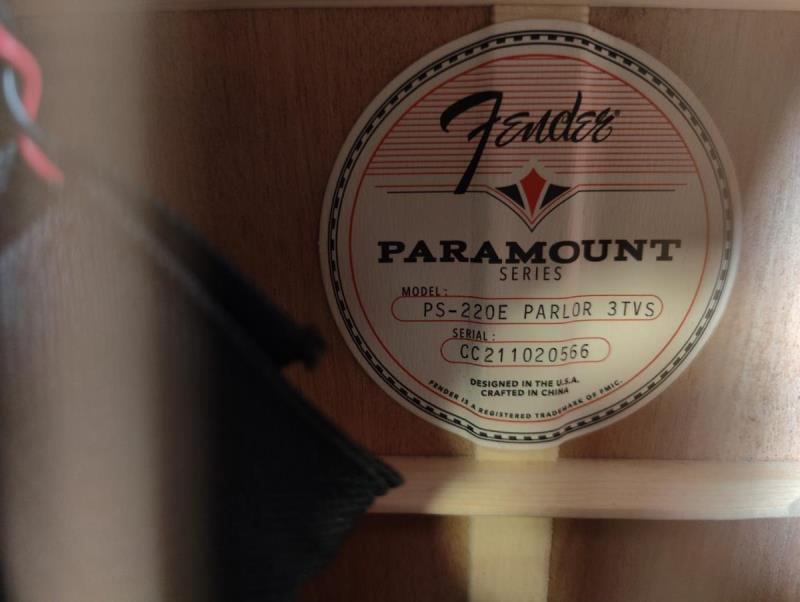 Fender®
PARAMOUNT
SERIES
MODEL:
PS-220E PARLOR 3TVS
SERIAL:
CC211020566
DESIGNED IN THE U.S.A.
CRAFTED IN CHINA
FENDER IS A REGISTERED TRADEMARK OF FMIC.